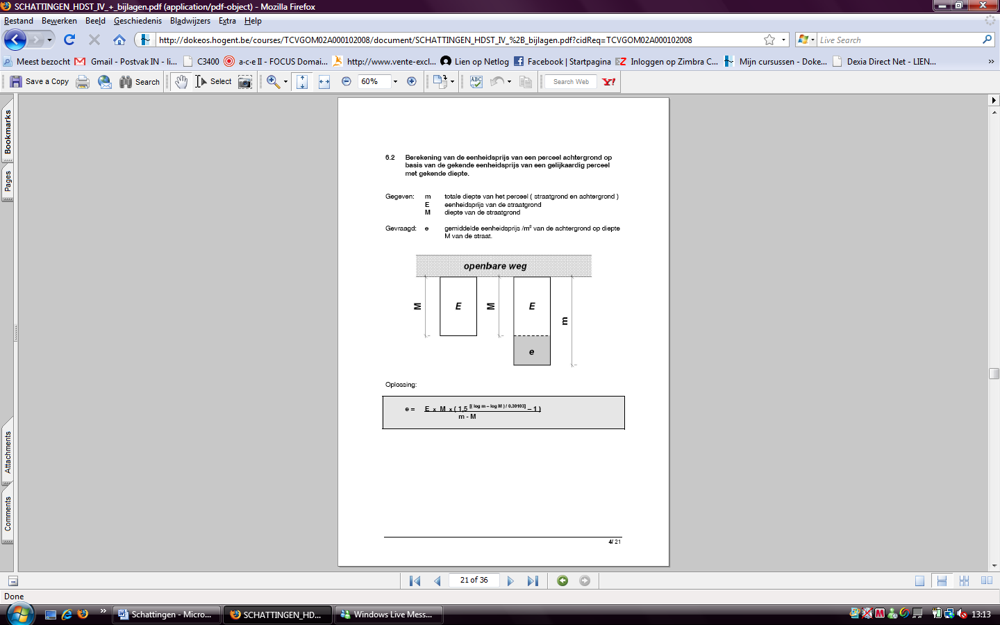 SCHATTINGEN_HDST_IV_+_bijlagen.pdf (application/pdf-object) - Mozilla Firefox
Bestand Bewerken Beeld Geschiedenis Bladwijzers Extra Help
http://dokeos.hogent.be/courses/TCVGOM02A000102008/document/SCHATTINGEN_HDST_IV_%2B_bijlagen.pdf?cidReq=TCVGOM02A000102008
Live Search
Meest bezocht Gmail - Postvak IN - li... C3400 a·c·e II - FOCUS Domai... http://www.vente-excl... Lien op Netlog Facebook | Startpagina Inloggen op Zimbra C... Mijn cursussen - Doke... Dexia Direct Net - LIEN... »
Save a Copy Search Select 60% ABC Search Web Y!
Bookmarks
Pages
Attachments
Comments
6.2 Berekening van de eenheidsprijs van een perceel achtergrond op
basis van de gekende eenheidsprijs van een gelijkaardig perceel
met gekende diepte.
Gegeven: m totale diepte van het perceel ( straatgrond en achtergrond )
E eenheidsprijs van de straatgrond
M diepte van de straatgrond
Gevraagd: e gemiddelde eenheidsprijs /m² van de achtergrond op diepte
M van de straat.
openbare weg
M E M E m
e
Oplossing:
e = E x M x ( 1,5 [( log m – log M ) / 0.30103] – 1 )
m - M
4/ 21
21 of 36
Done
» Schattingen - Micro... SCHATTINGEN_HD... Windows Live Mess... 13:13